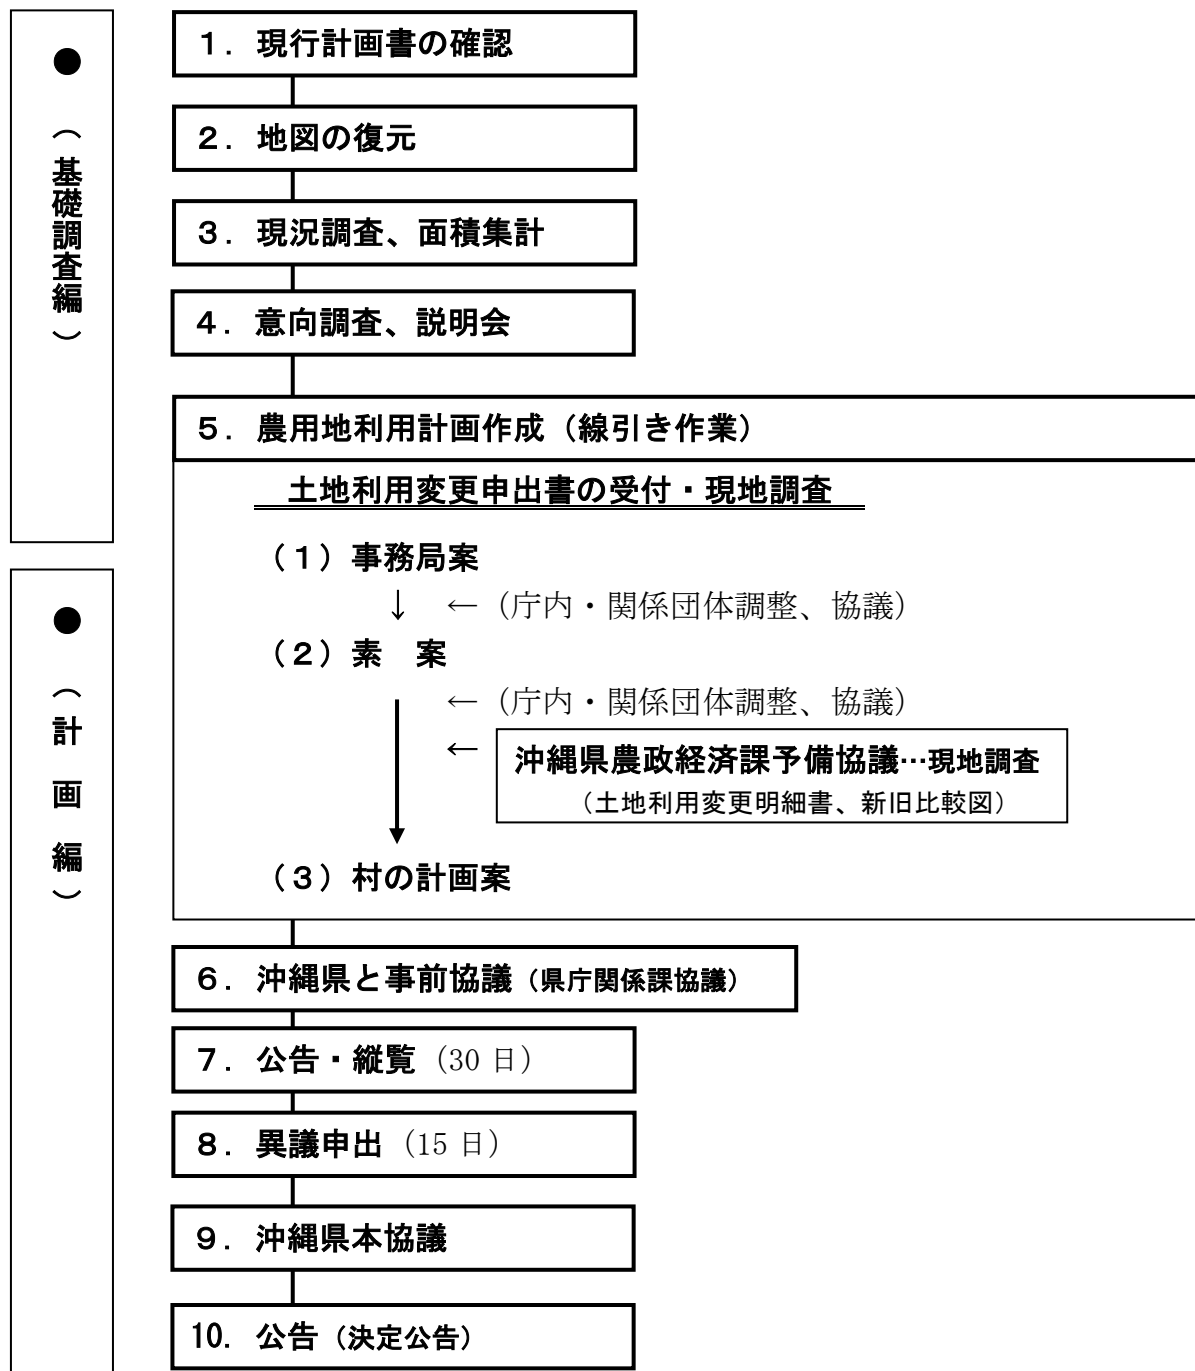 ●
（基礎調査編）
１．現行計画書の確認
２．地図の復元
３．現況調査、面積集計
４．意向調査、説明会
５．農用地利用計画作成（線引き作業）
土地利用変更申出書の受付・現地調査
（１）事務局案
↓ ←（庁内・関係団体調整、協議）
（２）素　案
←（庁内・関係団体調整、協議）
← 沖縄県農政経済課予備協議…現地調査
（土地利用変更明細書、新旧比較図）
（３）村の計画案
●
（計　画　編）
６．沖縄県と事前協議（県庁関係課協議）
７．公告・縦覧（30 日）
８．異議申出（15 日）
９．沖縄県本協議
10．公告（決定公告）